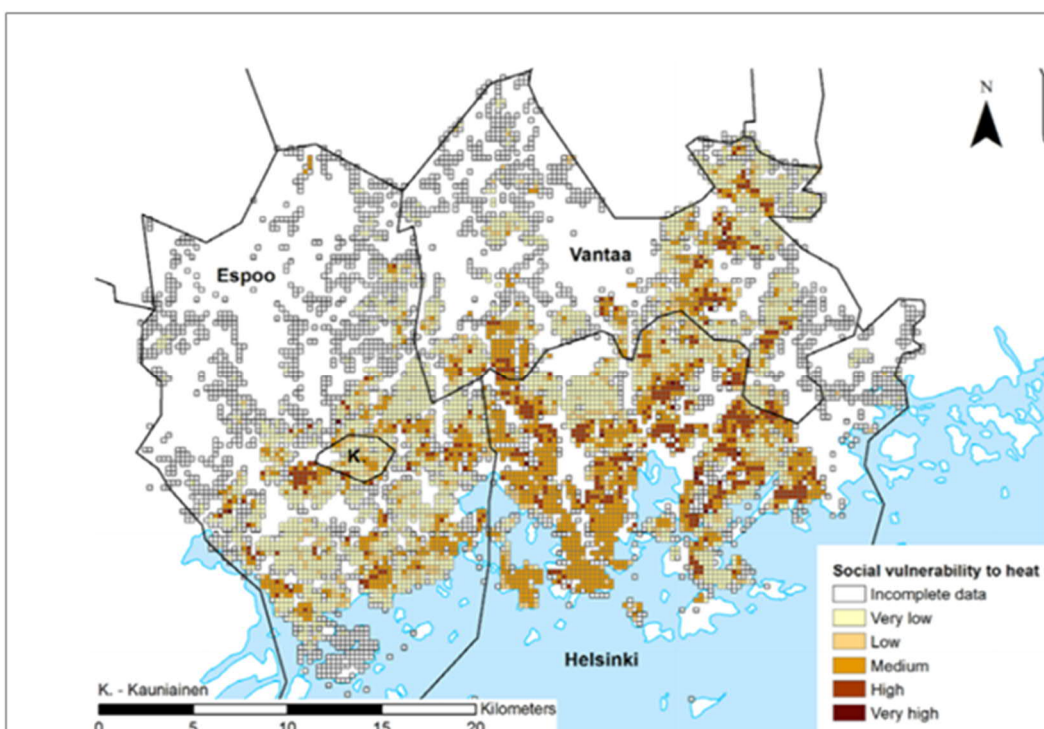 N
Vantaa
Espoo
K.
Social vulnerability to heat
Incomplete data
Very low
Low
Medium
High
Very high
Helsinki
K. - Kauniainen
Kilometers
0 5 10 15 20